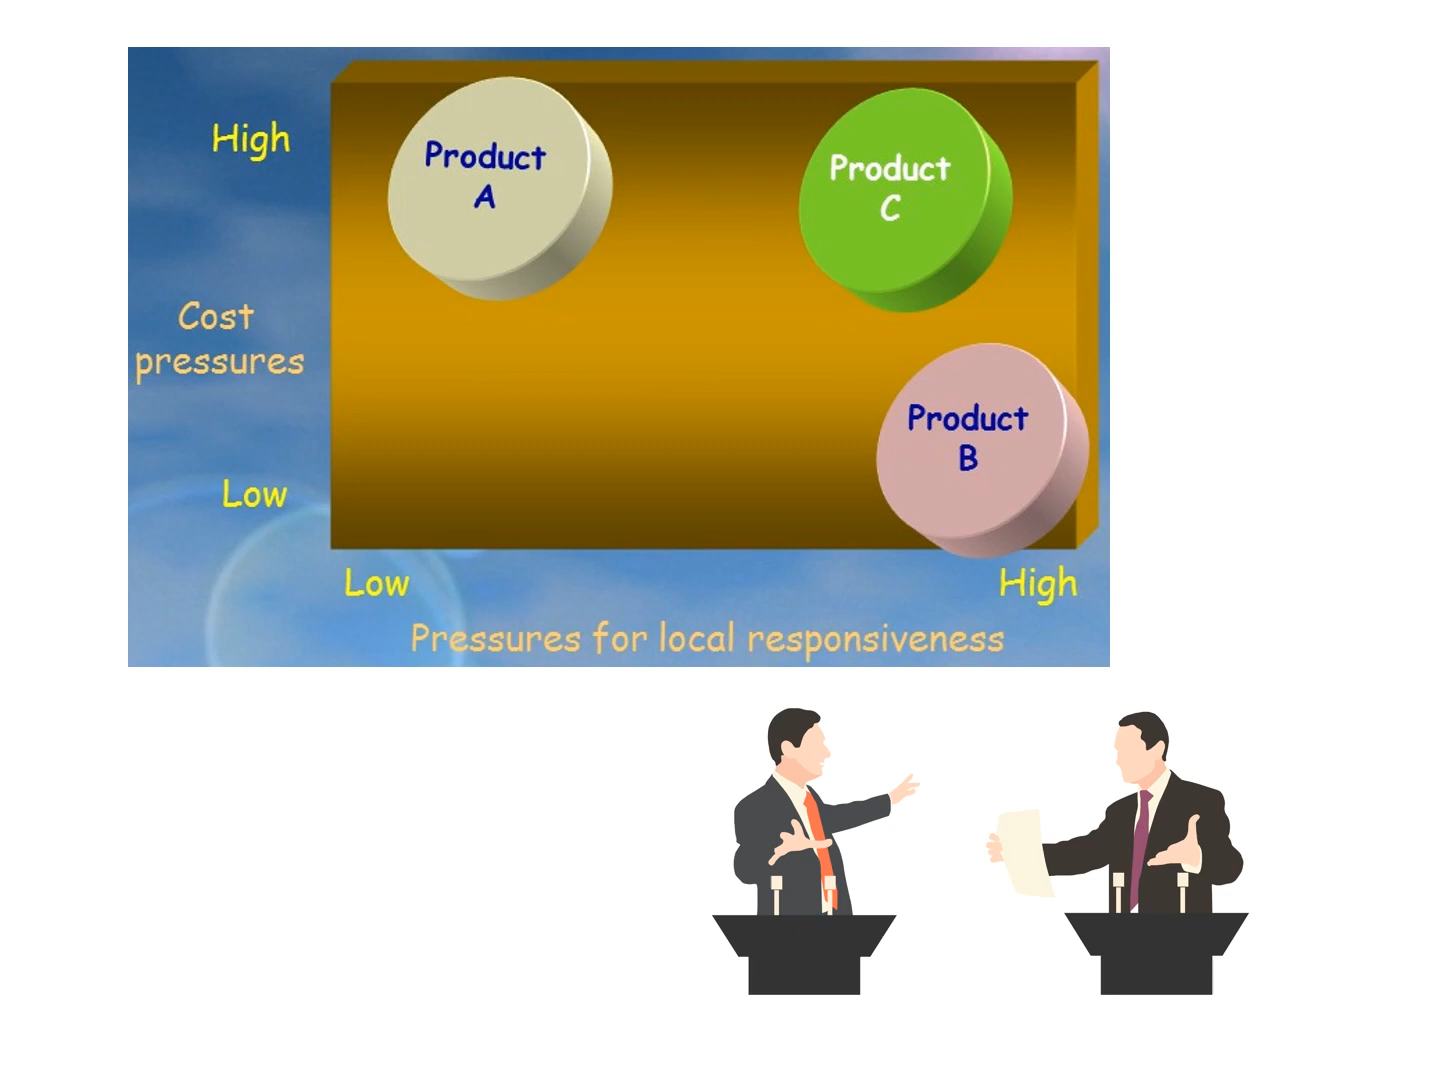 High
Product
A
Product
C
Cost
pressures
Product
B
Low
Low
High
Pressures for local responsiveness